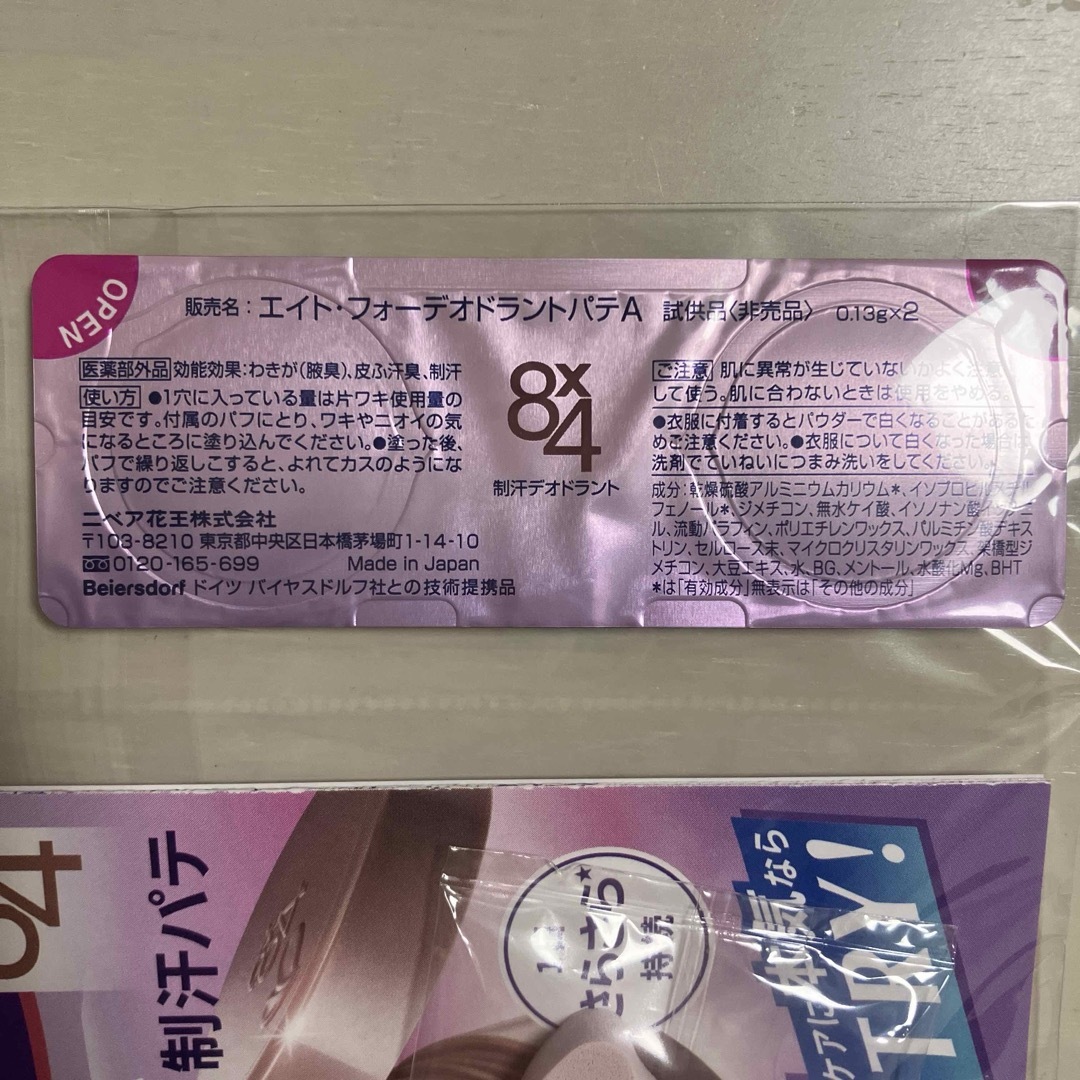 OPEN
販売名：エイト・フォーデオドラントパテA 試供品〈非売品〉 0.13g×2
医薬部外品 効能効果:わきが(腋臭)、皮ふ汗臭、制汗
使い方 ●1穴に入っている量は片ワキ使用量の
目安です。付属のパフにとり、ワキやニオイの気
になるところに塗り込んでください。●塗った後、
パフで繰り返しこすると、よれてカスのようにな
りますのでご注意ください。
ニベア花王株式会社
〒103-8210 東京都中央区日本橋茅場町1-14-10
0120-165-699 Made in Japan
Beiersdorf ドイツ バイヤスドルフ社との技術提携品
8x4
制汗デオドラント
ご注意 肌に異常が生じていないかよく注意
して使う。肌に合わないときは使用をやめる。
●衣服に付着するとパウダーで白くなることがあるた
めご注意ください。●衣服について白くなった場合は
洗剤でていねいにつまみ洗いをしてください。
成分:乾燥硫酸アルミニウムカリウム*、イソプロピルメチル
フェノール*、ジメチコン、無水ケイ酸、イソノナン酸
ル、流動パラフィン、ポリエチレンワックス、パルミチン酸デキス
トリン、セルロース末、マイクロクリスタリンワックス、架橋型ジ
メチコン、大豆エキス、水、BG、メントール、水酸化Mg、BHT
*は「有効成分」無表示は「その他の成分」
4
制汗パテ
さらさら
持続
ケアに本気なら
TRY!